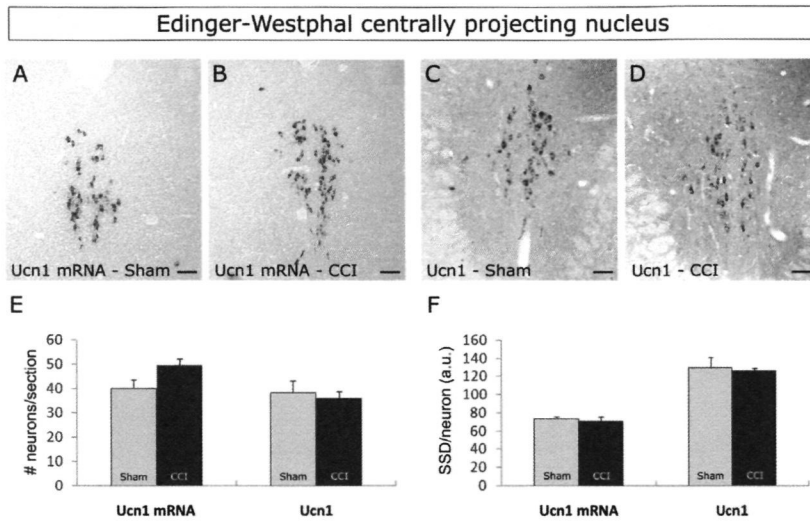 Edinger-Westphal centrally projecting nucleus
A
B
C
D
Ucn1 mRNA - Sham
Ucn1 mRNA - CCI
Ucn1 - Sham
Ucn1 - CCI
E
# neurons/section
60
50
40
30
20
10
0
Sham
CCI
Sham
CCI
Ucn1 mRNA
Ucn1
F
SSD/neuron (a.u.)
160
140
120
100
80
60
40
20
0
Sham
CCI
Sham
CCI
Ucn1 mRNA
Ucn1